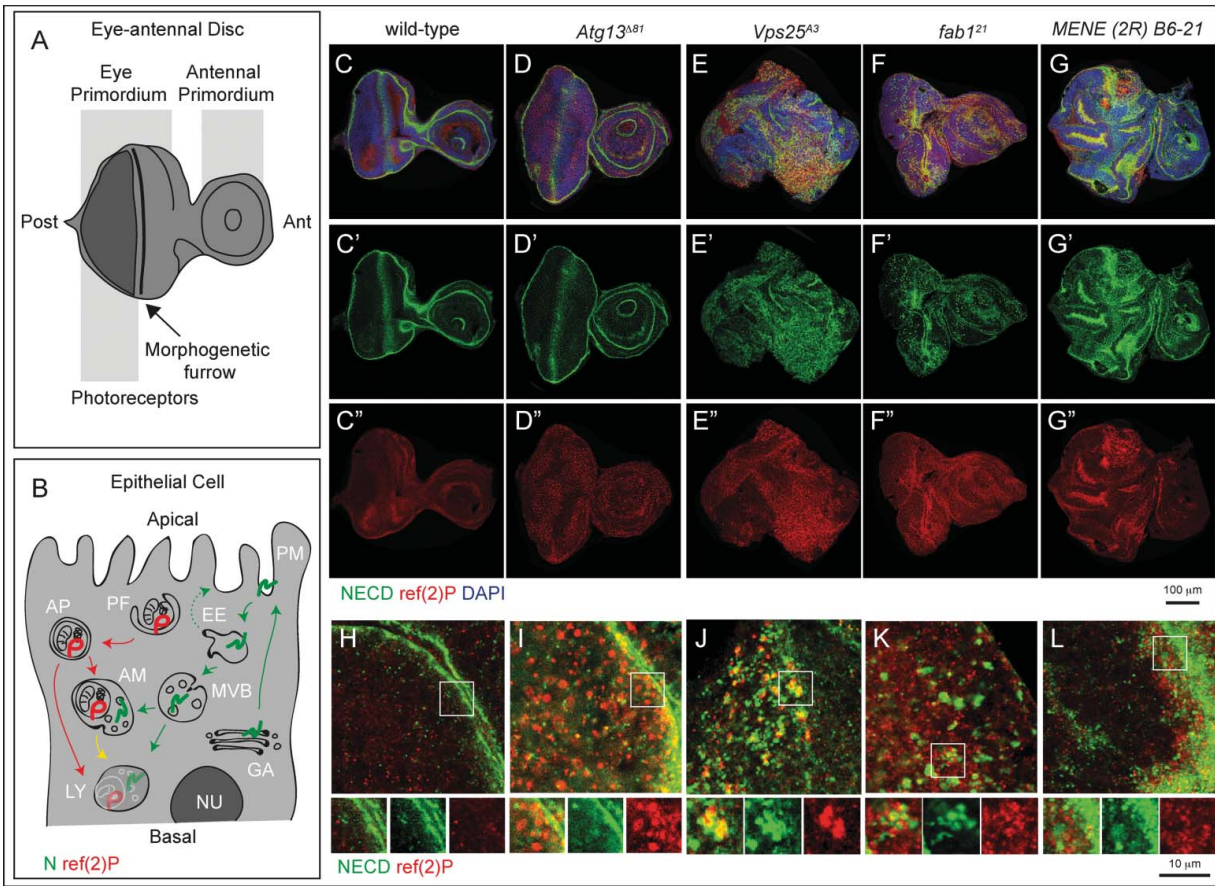 A
Eye-antennal Disc
Eye
Primordium
Antennal
Primordium
Post
Ant
Morphogenetic
furrow
Photoreceptors
B
Epithelial Cell
Apical
PM
AP
PF
EE
AM
MVB
GA
LY
NU
Basal
N ref(2)P
wild-type
Atg13Δ81
Vps25A3
fab121
MENE (2R) B6-21
C
D
E
F
G
C'
D'
E'
F'
G'
C”
D”
E”
F”
G”
NECD ref(2)P DAPI
100 µm
H
I
J
K
L
NECD ref(2)P
10 µm